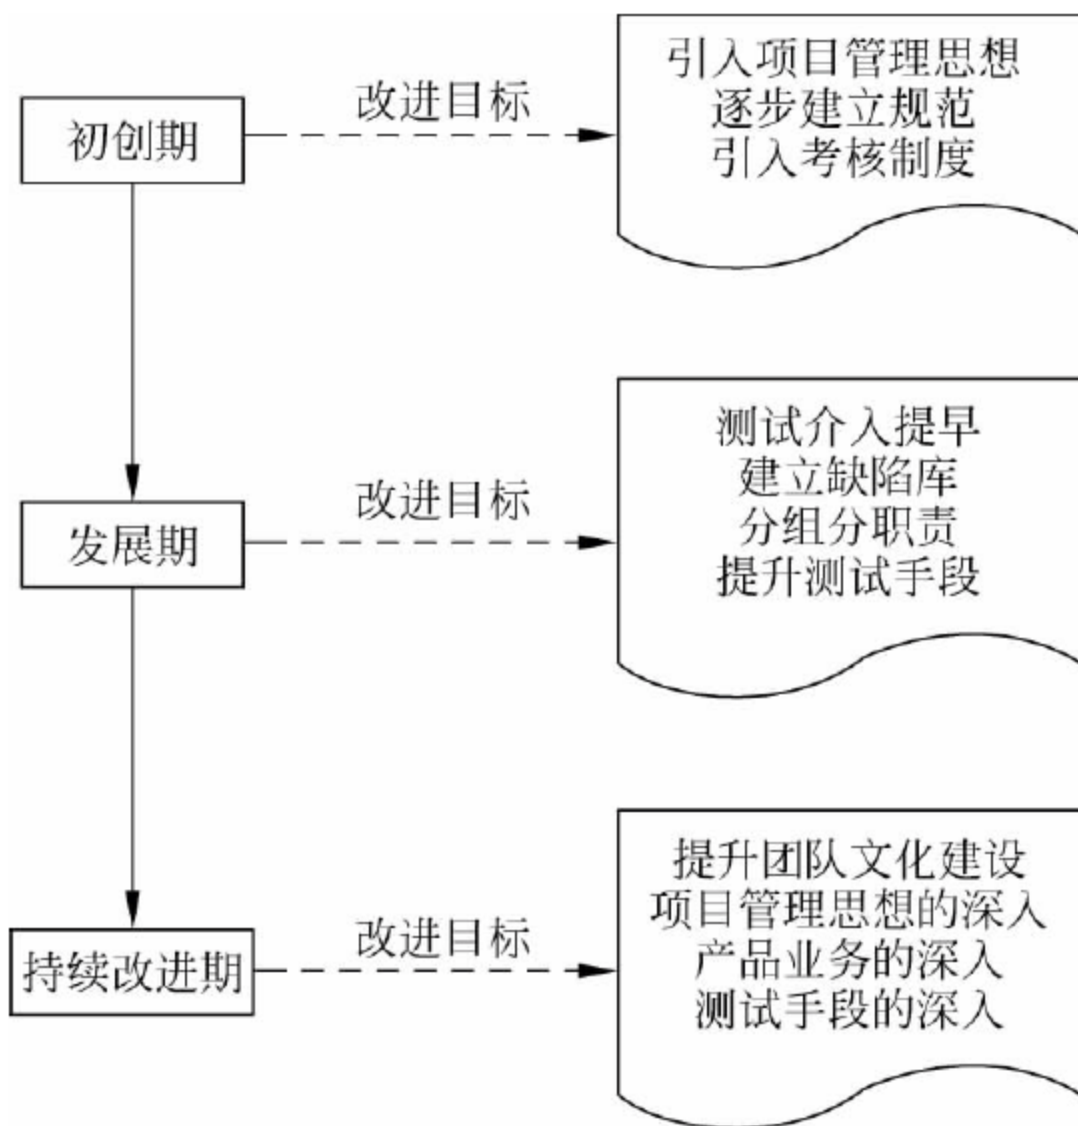 初创期
改进目标
引入项目管理思想
逐步建立规范
引入考核制度
发展期
改进目标
测试介入提早
建立缺陷库
分组分职责
提升测试手段
持续改进期
改进目标
提升团队文化建设
项目管理思想的深入
产品业务的深入
测试手段的深入